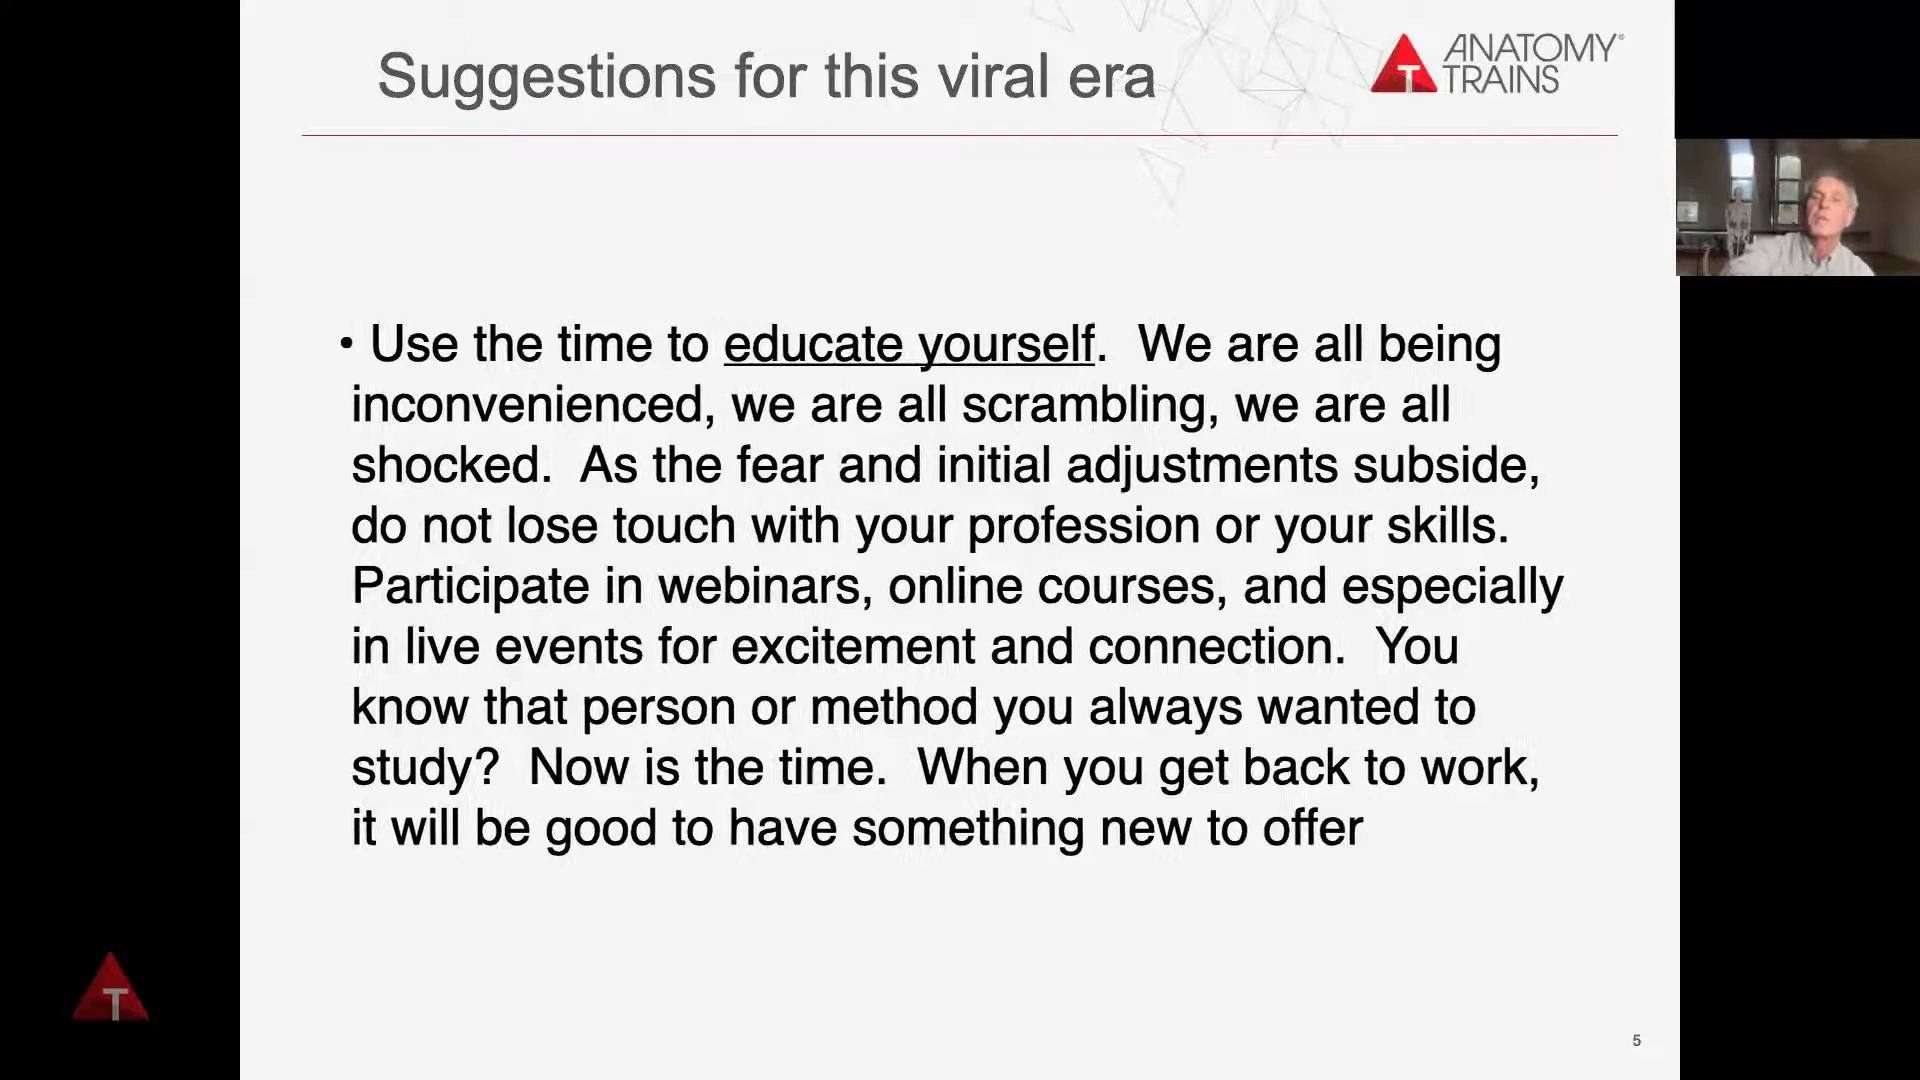 Suggestions for this viral era
ANATOMY
TRAINS®
• Use the time to educate yourself.  We are all being
inconvenienced, we are all scrambling, we are all
shocked.  As the fear and initial adjustments subside,
do not lose touch with your profession or your skills.
Participate in webinars, online courses, and especially
in live events for excitement and connection.  You
know that person or method you always wanted to
study?  Now is the time.  When you get back to work,
it will be good to have something new to offer
T
5